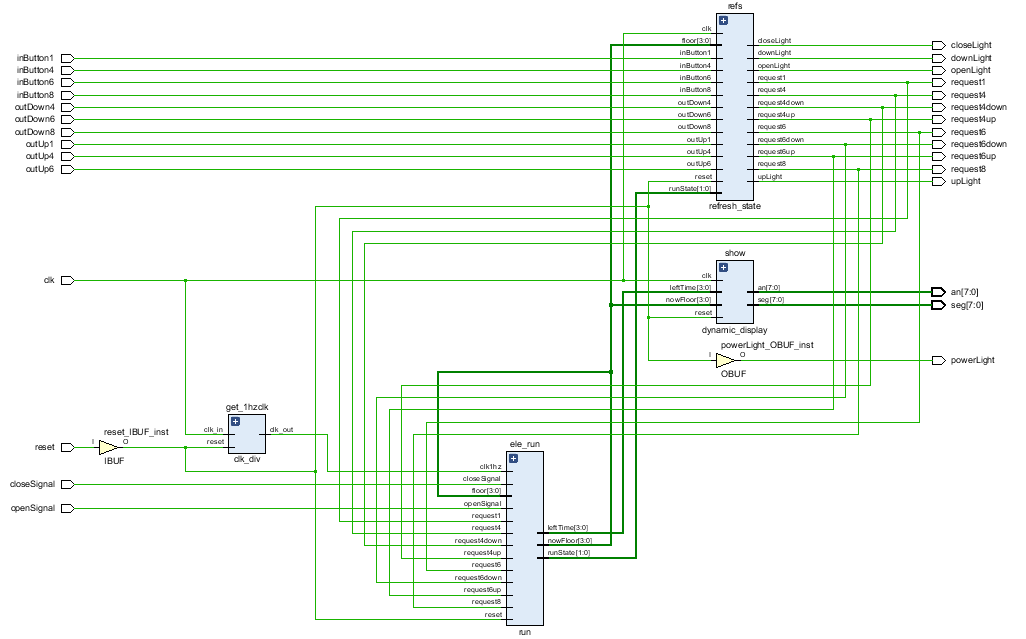 refs
clk
floor[3:0]
inButton1
inButton4
inButton6
inButton8
outDown4
outDown6
outDown8
outUp1
outUp4
outUp6
reset
runState[1:0]
closeLight
downLight
openLight
request1
request4
request4down
request4up
request6
request6down
request6up
request8
upLight
refresh_state
inButton1
inButton4
inButton6
inButton8
outDown4
outDown6
outDown8
outUp1
outUp4
outUp6
closeLight
downLight
openLight
request1
request4
request4down
request4up
request6
request6down
request6up
request8
upLight
show
clk
clk
leftTime[3:0]
nowFloor[3:0]
reset
an[7:0]
seg[7:0]
dynamic_display
an[7:0]
seg[7:0]
powerLight_OBUF_inst
I
O
OBUF
powerLight
get_1hzclk
clk_in
reset
clk_out
clk_div
reset_IBUF_inst
reset
I
O
IBUF
closeSignal
openSignal
ele_run
clk1hz
closeSignal
floor[3:0]
openSignal
request1
request4
request4down
request4up
request6
request6down
request6up
request8
reset
leftTime[3:0]
nowFloor[3:0]
runState[1:0]
run